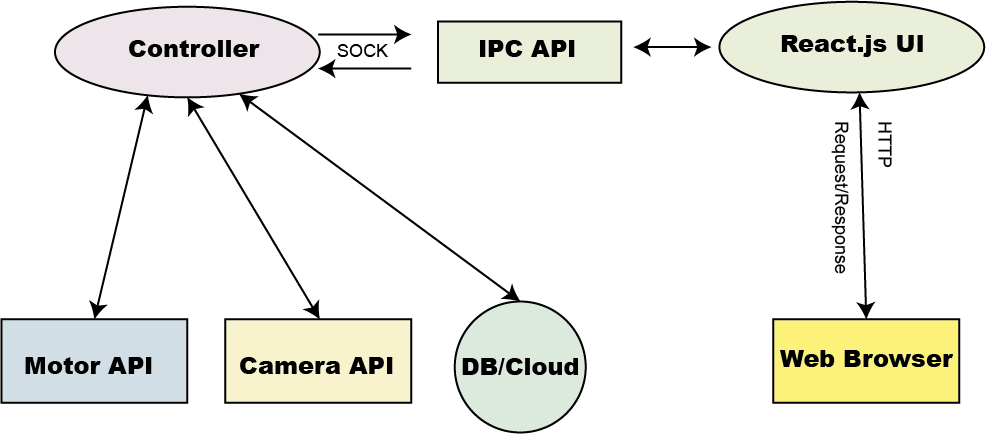 Controller
SOCK
IPC API
React.js UI
HTTP
Request/Response
Motor API
Camera API
DB/Cloud
Web Browser